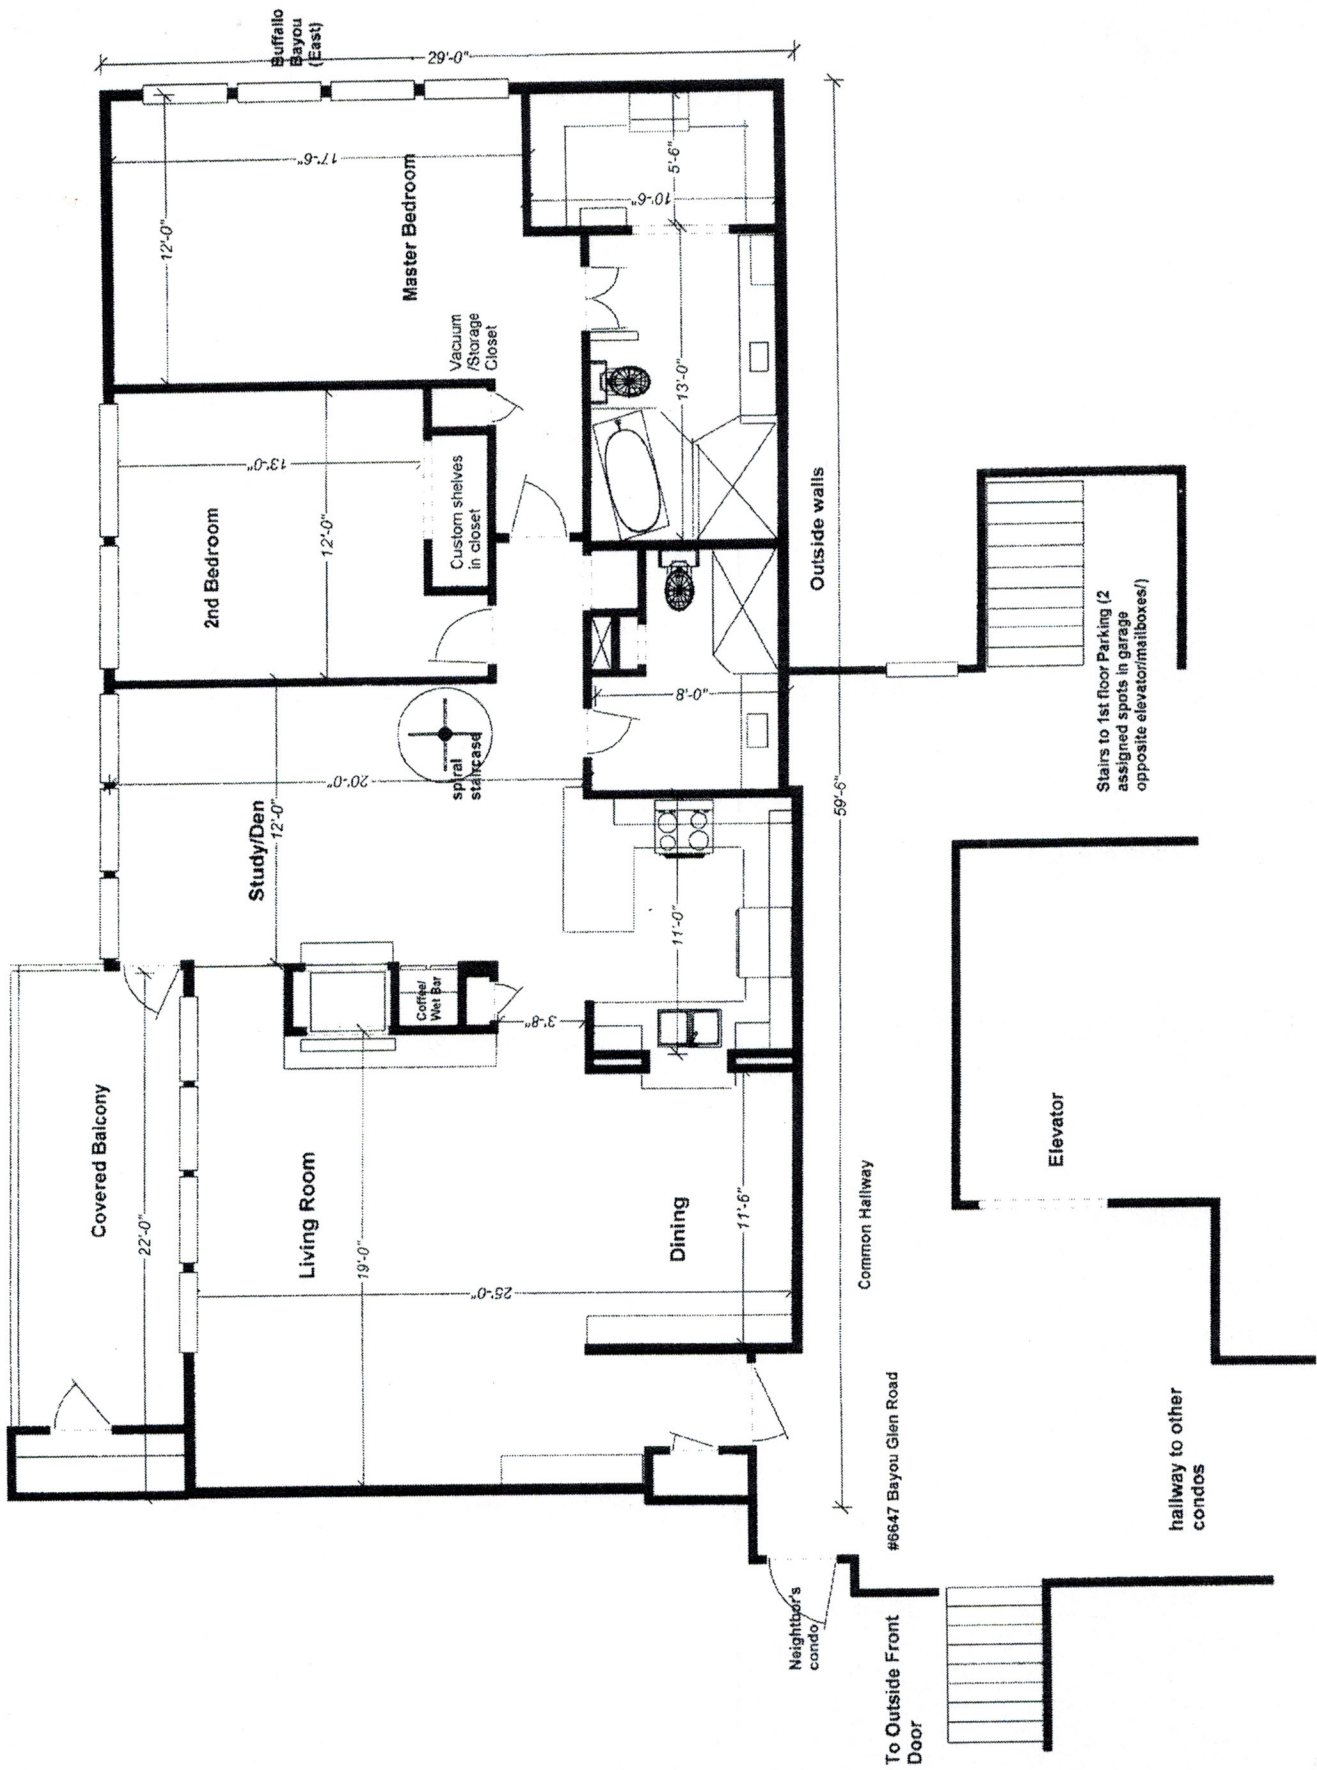 Buffallo
Bayou
(East)
29'-0"
12'-0"
17'-6"
Master Bedroom
5'-6"
10'-6"
Vacuum
/Storage
Closet
13'-0"
2nd Bedroom
13'-0"
12'-0"
Custom shelves
in closet
Outside walls
Study/Den
12'-0"
20'-0"
spiral
staircase
8'-0"
59'-6"
Stairs to 1st floor Parking (2
assigned spots in garage
opposite elevator/mailboxes/)
Covered Balcony
22'-0"
Coffee/
Wet Bar
3'-8"
11'-0"
Living Room
19'-0"
25'-0"
Dining
11'-6"
Common Hallway
Elevator
#6647 Bayou Glen Road
hallway to other
condos
Neightbor's
condo
To Outside Front
Door